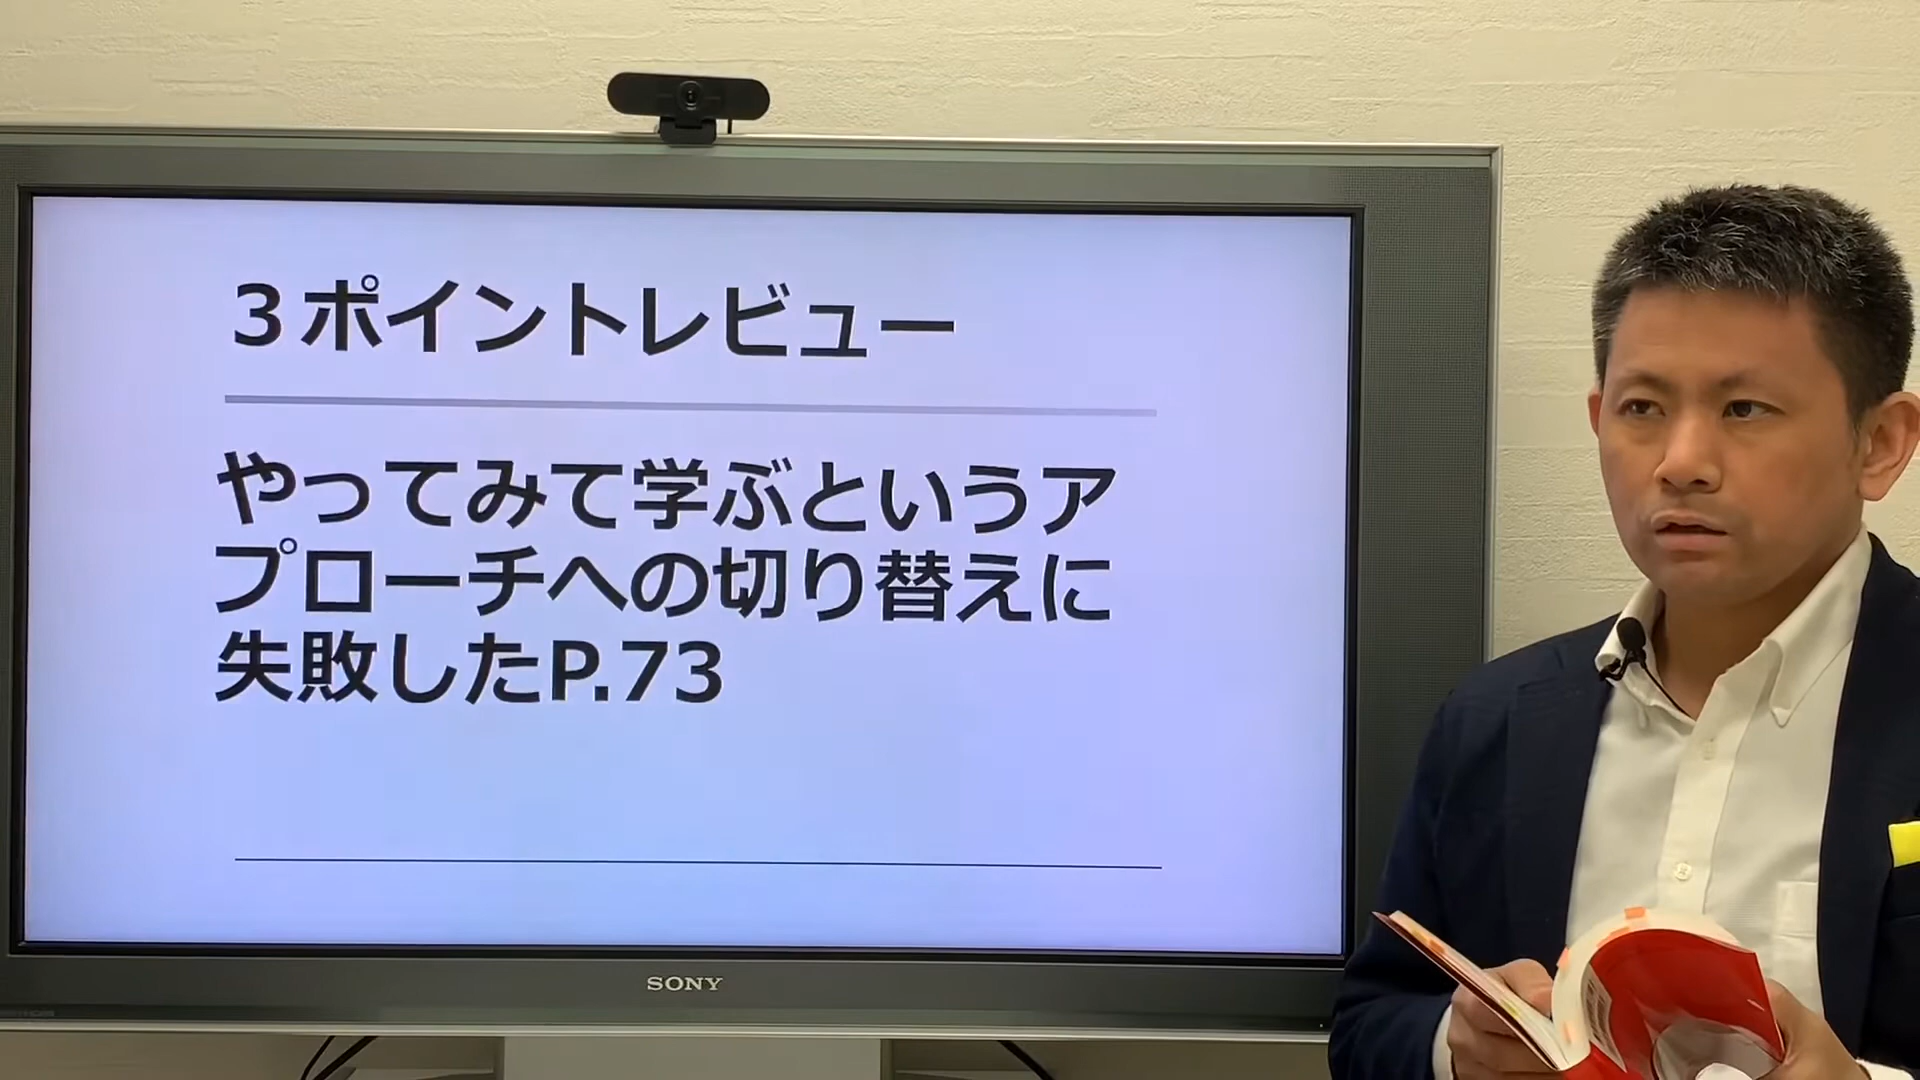 ３ポイントレビュー
やってみて学ぶというア
プローチへの切り替えに
失敗したP.73
SONY